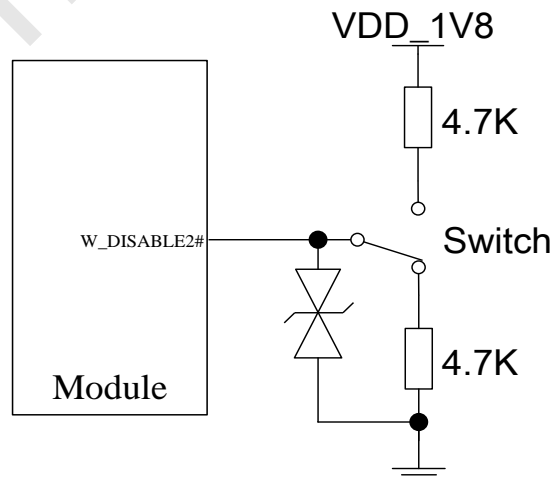 VDD_1V8
4.7K
W_DISABLE2#
Switch
4.7K
Module